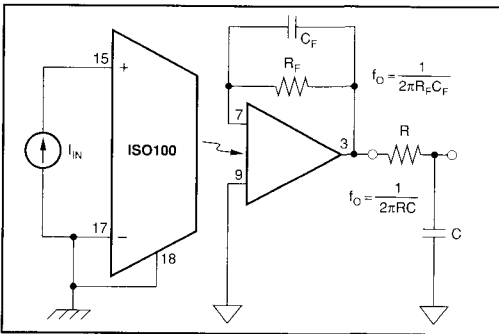 C_F
R_F
f_O = 1 / 2πR_FC_F
15
+
7
3
R
I_IN
ISO100
9
f_O = 1 / 2πRC
17
−
18
C